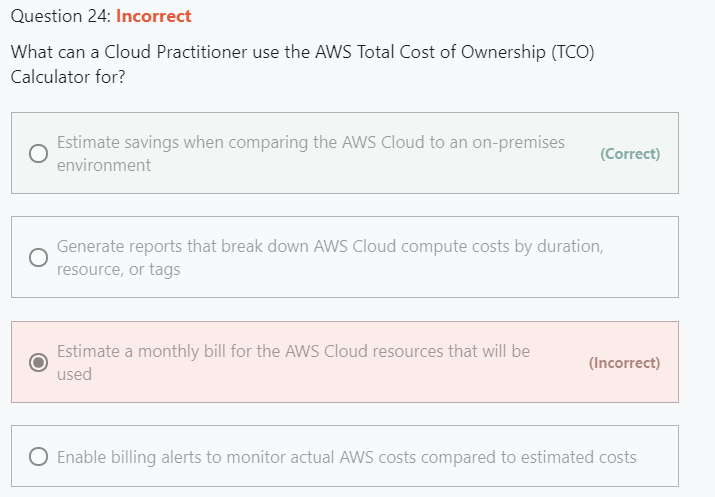 Question 24: Incorrect
What can a Cloud Practitioner use the AWS Total Cost of Ownership (TCO)
Calculator for?
Estimate savings when comparing the AWS Cloud to an on-premises
environment
(Correct)
Generate reports that break down AWS Cloud compute costs by duration,
resource, or tags
Estimate a monthly bill for the AWS Cloud resources that will be
used
(Incorrect)
Enable billing alerts to monitor actual AWS costs compared to estimated costs